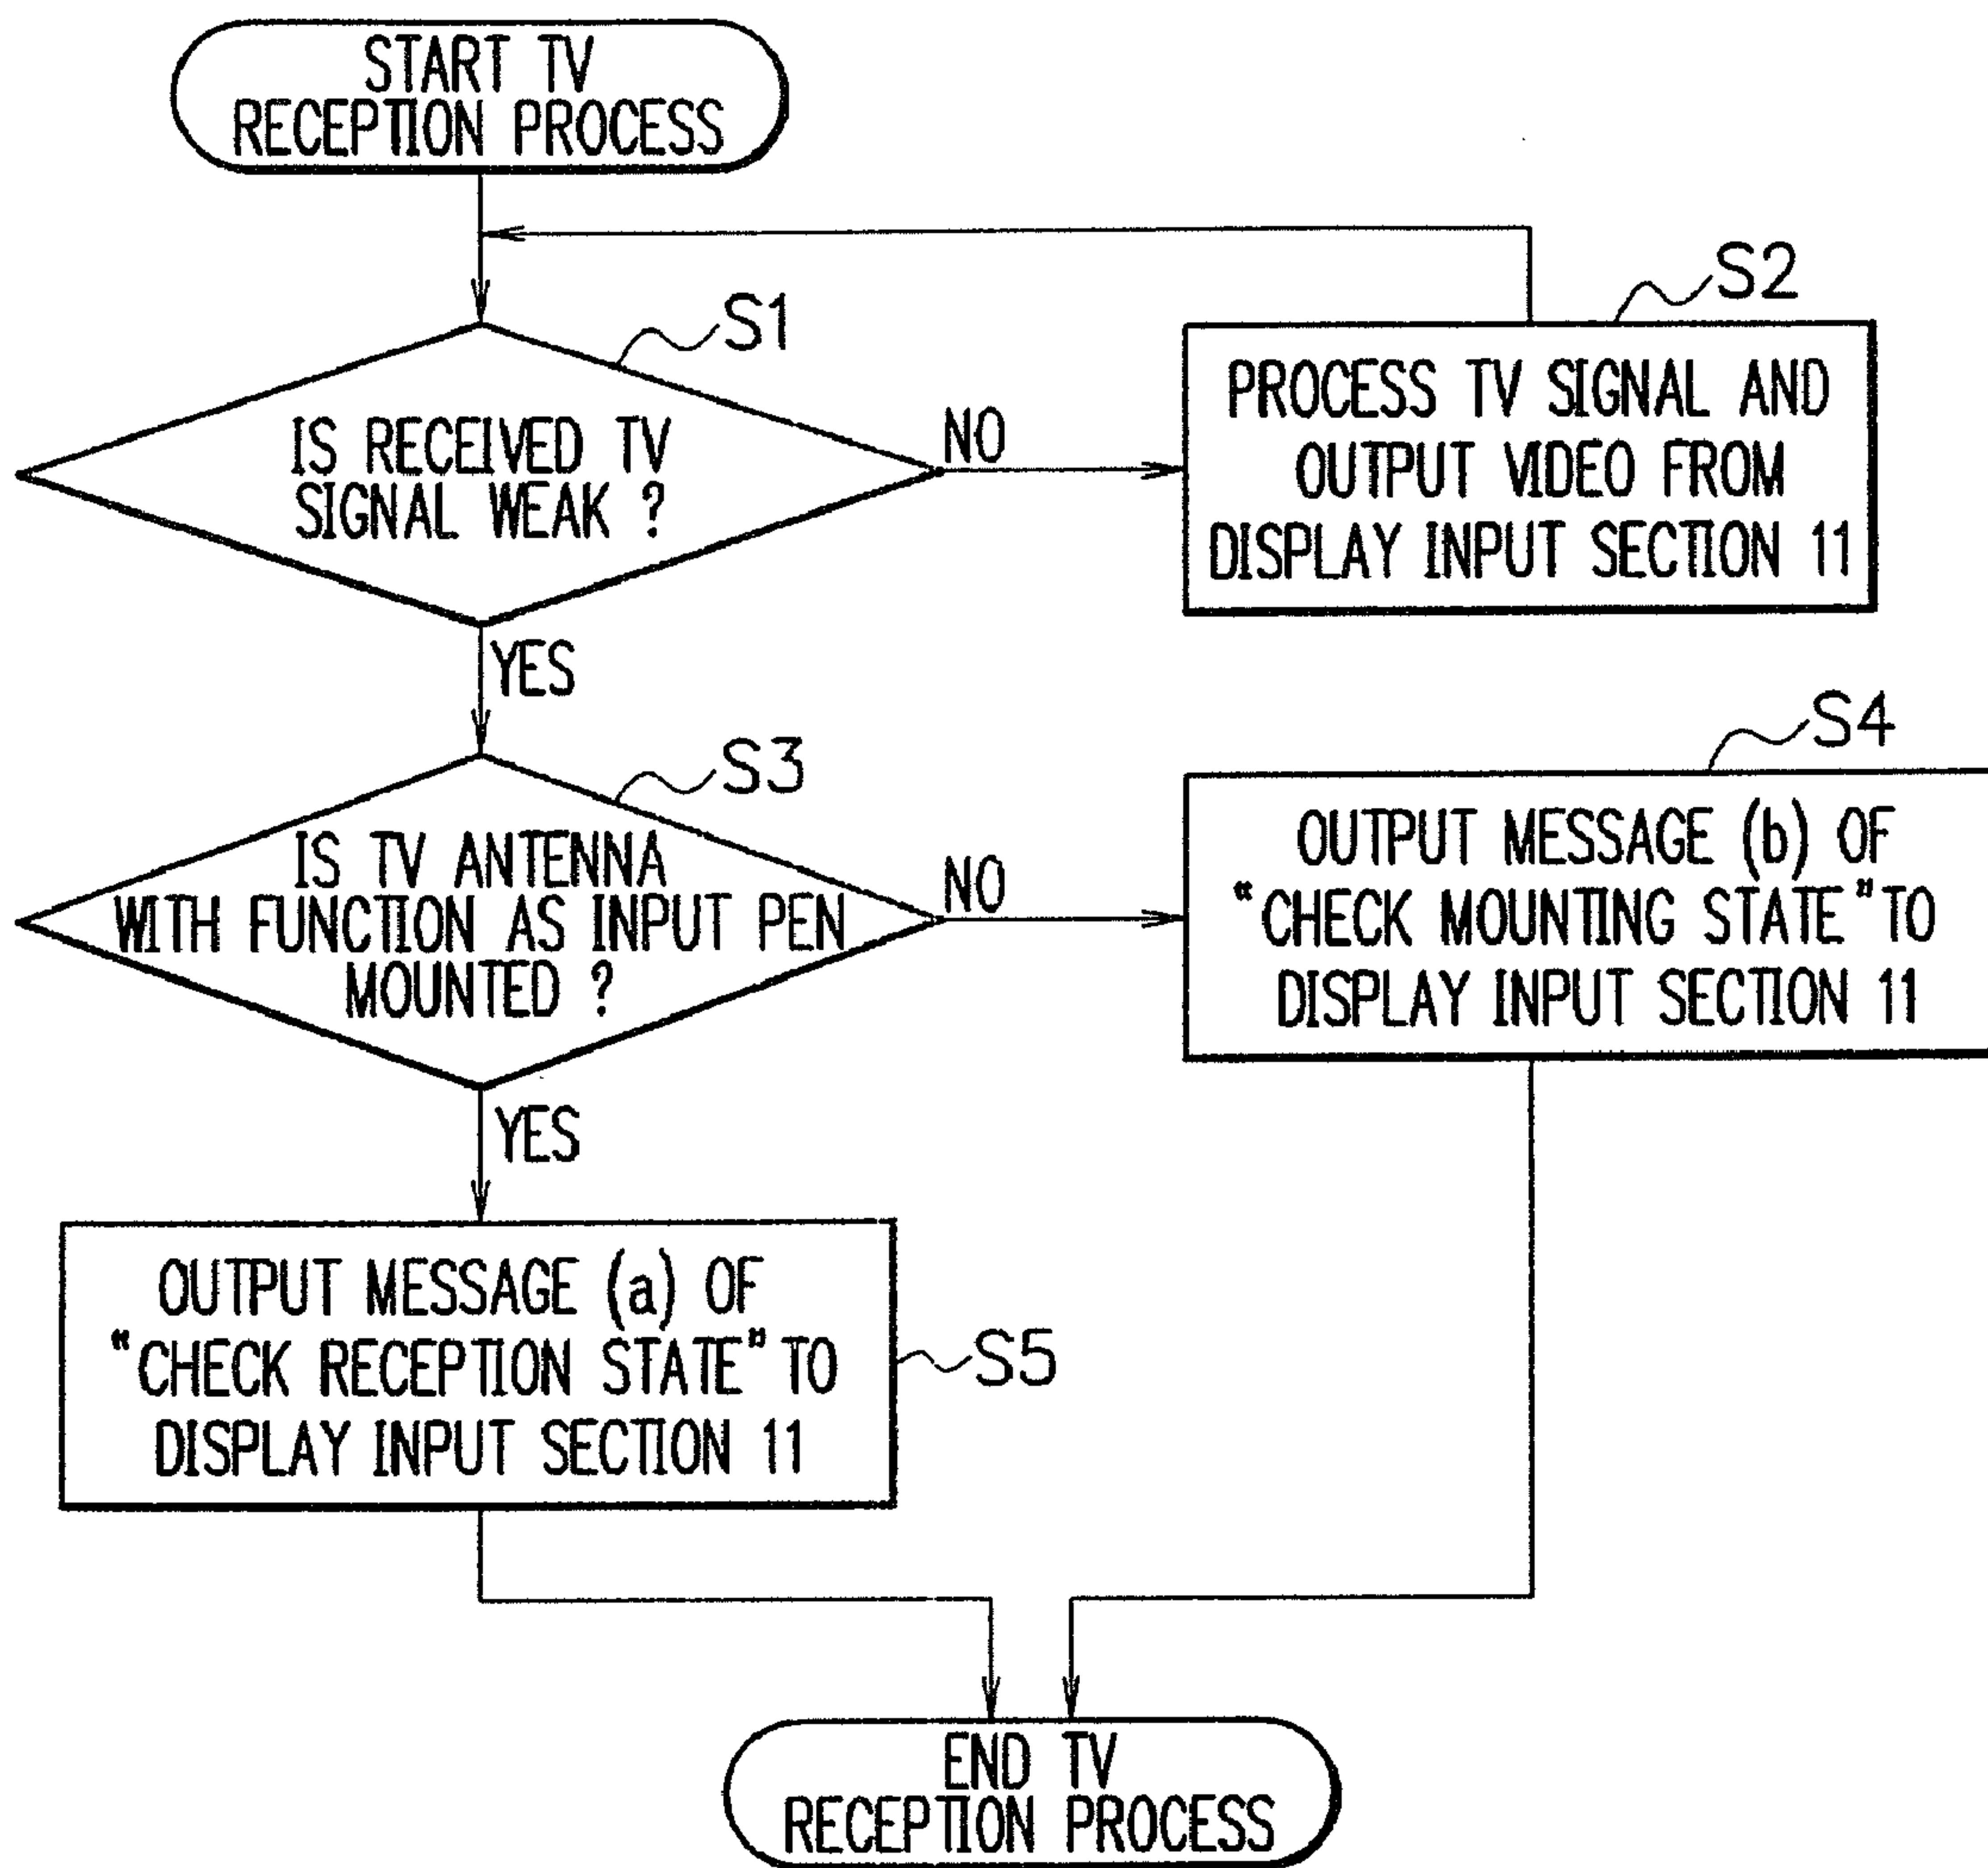 START TV
RECEPTION PROCESS
S1
IS RECEIVED TV
SIGNAL WEAK ?
NO
S2
PROCESS TV SIGNAL AND
OUTPUT VIDEO FROM
DISPLAY INPUT SECTION 11
YES
S3
IS TV ANTENNA
WITH FUNCTION AS INPUT PEN
MOUNTED ?
NO
S4
OUTPUT MESSAGE (b) OF
“CHECK MOUNTING STATE” TO
DISPLAY INPUT SECTION 11
YES
OUTPUT MESSAGE (a) OF
“CHECK RECEPTION STATE” TO
DISPLAY INPUT SECTION 11
S5
END TV
RECEPTION PROCESS